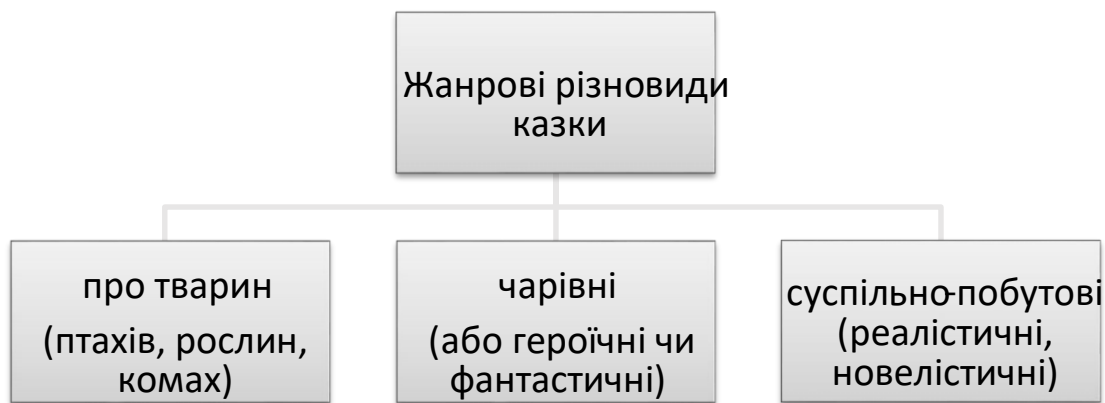 Жанрові різновиди
казки
про тварин
(птахів, рослин,
комах)
чарівні
(або героїчні чи
фантастичні)
суспільно-побутові
(реалістичні,
новелістичні)